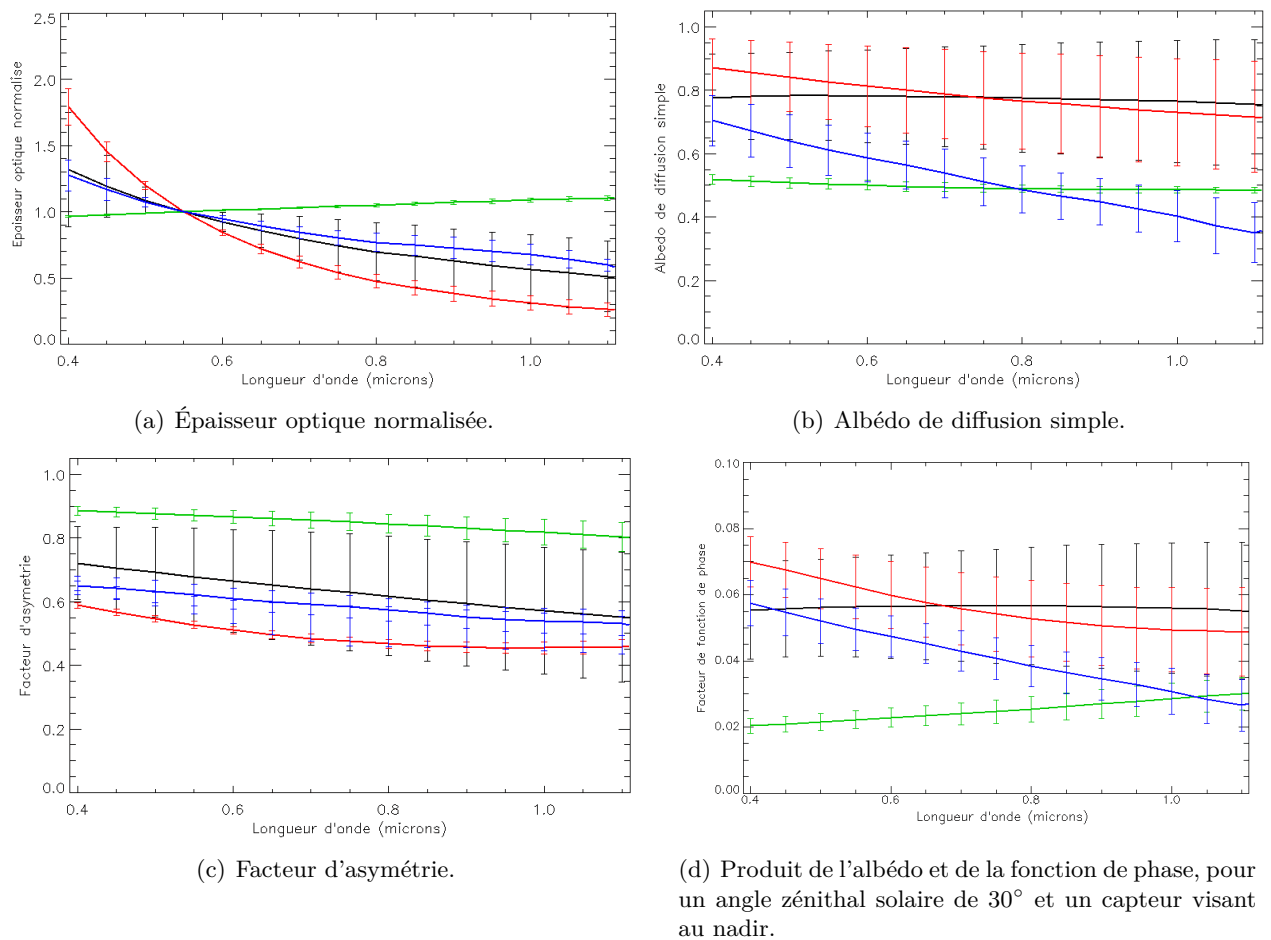 2.5
2.0
1.5
1.0
0.5
0.0
Epaisseur optique normalise
0.4 0.6 0.8 1.0
Longueur d'onde (microns)
(a) Épaisseur optique normalisée.
1.0
0.8
0.6
0.4
0.2
0.0
Albedo de diffusion simple
0.4 0.6 0.8 1.0
Longueur d'onde (microns)
(b) Albédo de diffusion simple.
1.0
0.8
0.6
0.4
0.2
0.0
Facteur d'asymetrie
0.4 0.6 0.8 1.0
Longueur d'onde (microns)
(c) Facteur d'asymétrie.
0.10
0.08
0.06
0.04
0.02
0.00
Facteur de fonction de phase
0.4 0.6 0.8 1.0
Longueur d'onde (microns)
(d) Produit de l'albédo et de la fonction de phase, pour
un angle zénithal solaire de 30° et un capteur visant
au nadir.